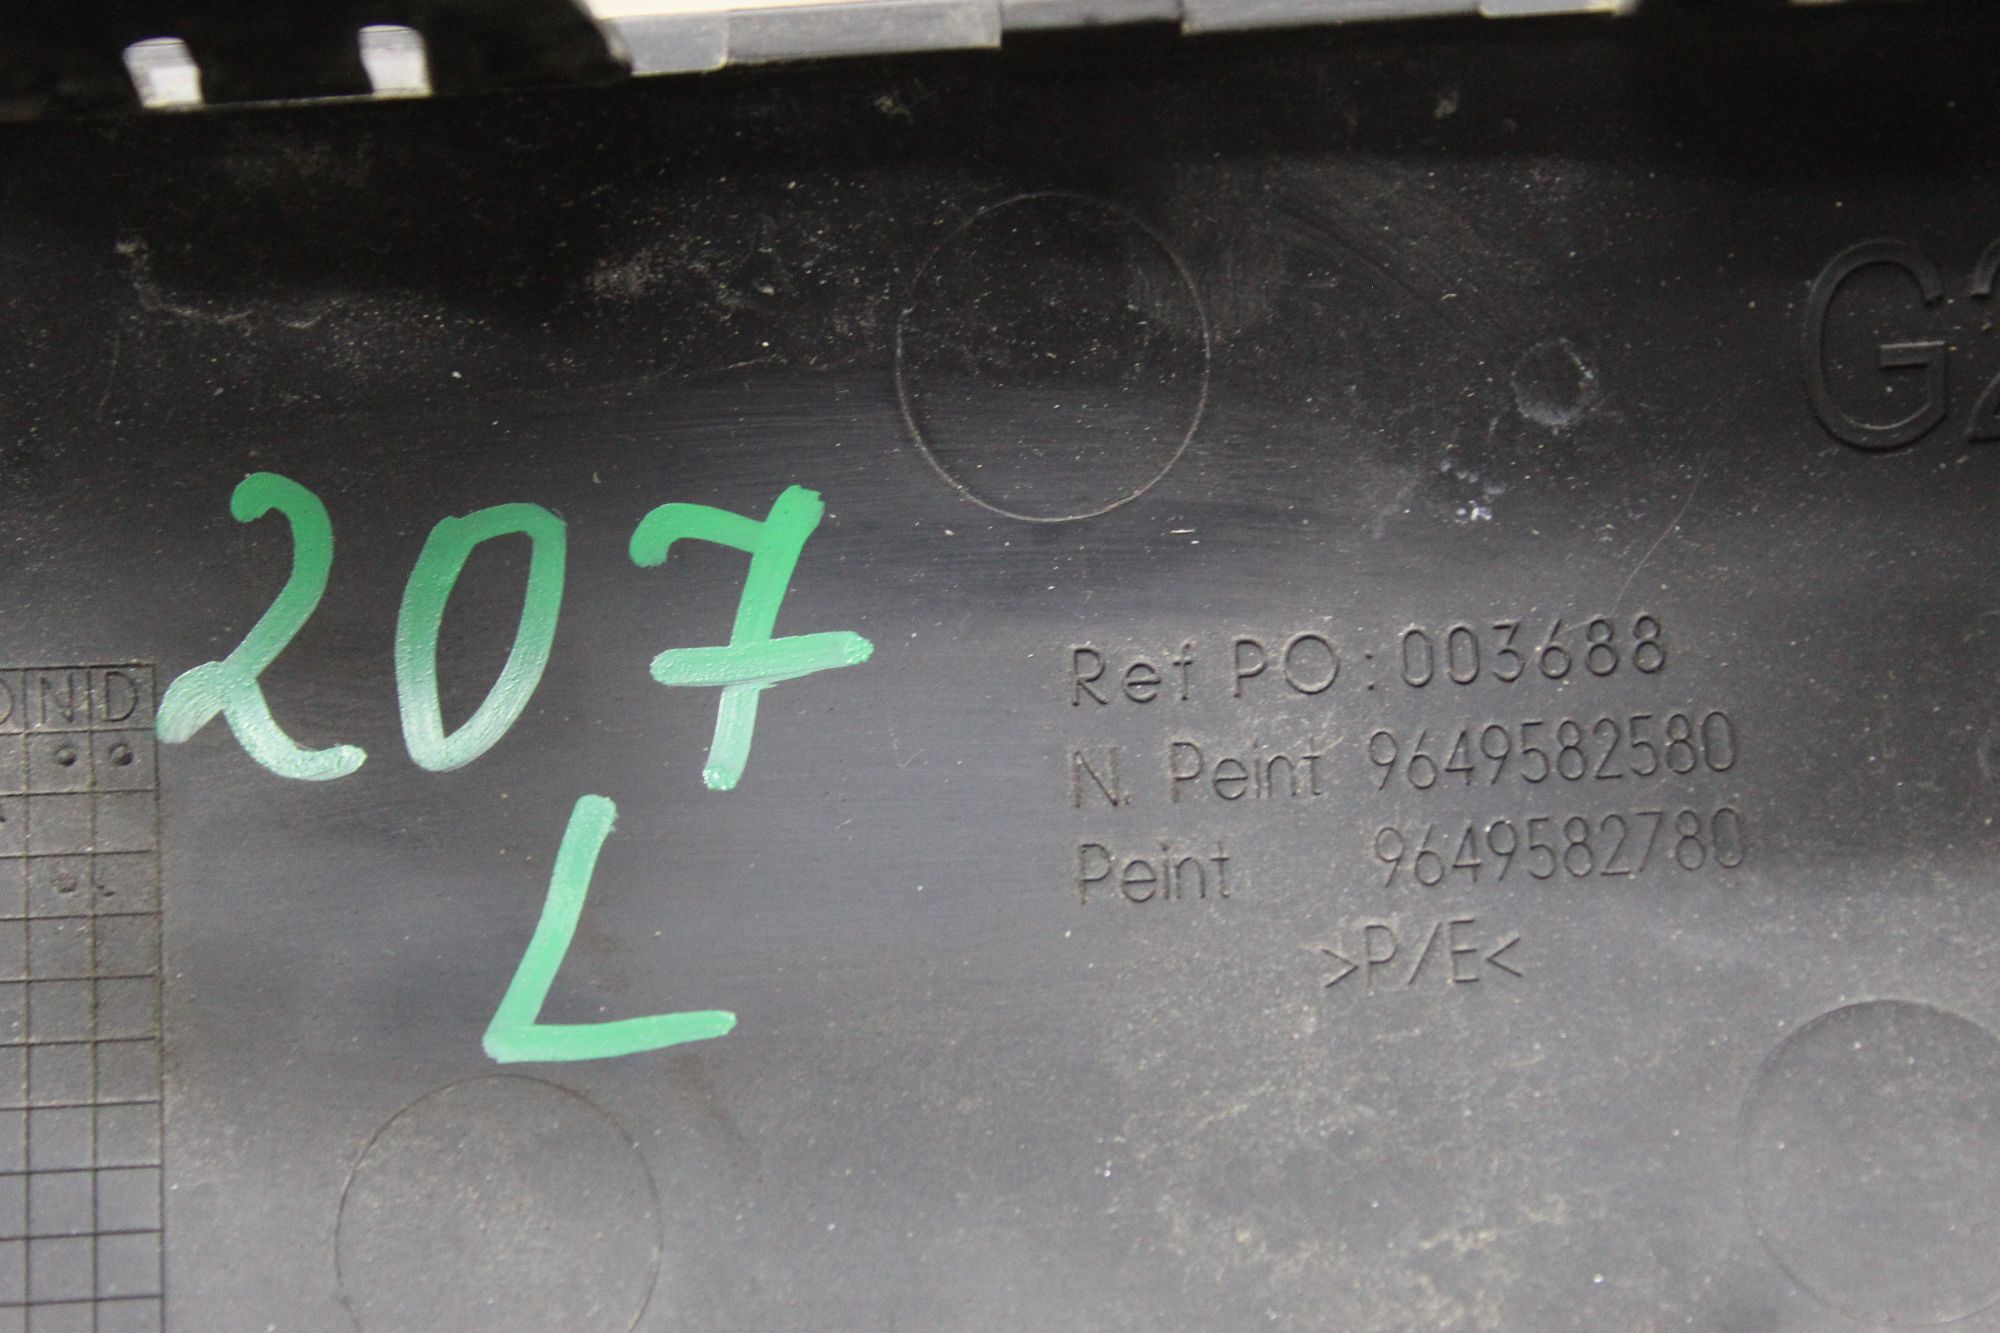 G2
207
L
N D
Ref PO : 003688
N. Peint 9649582580
Peint 9649582780
>P/E<